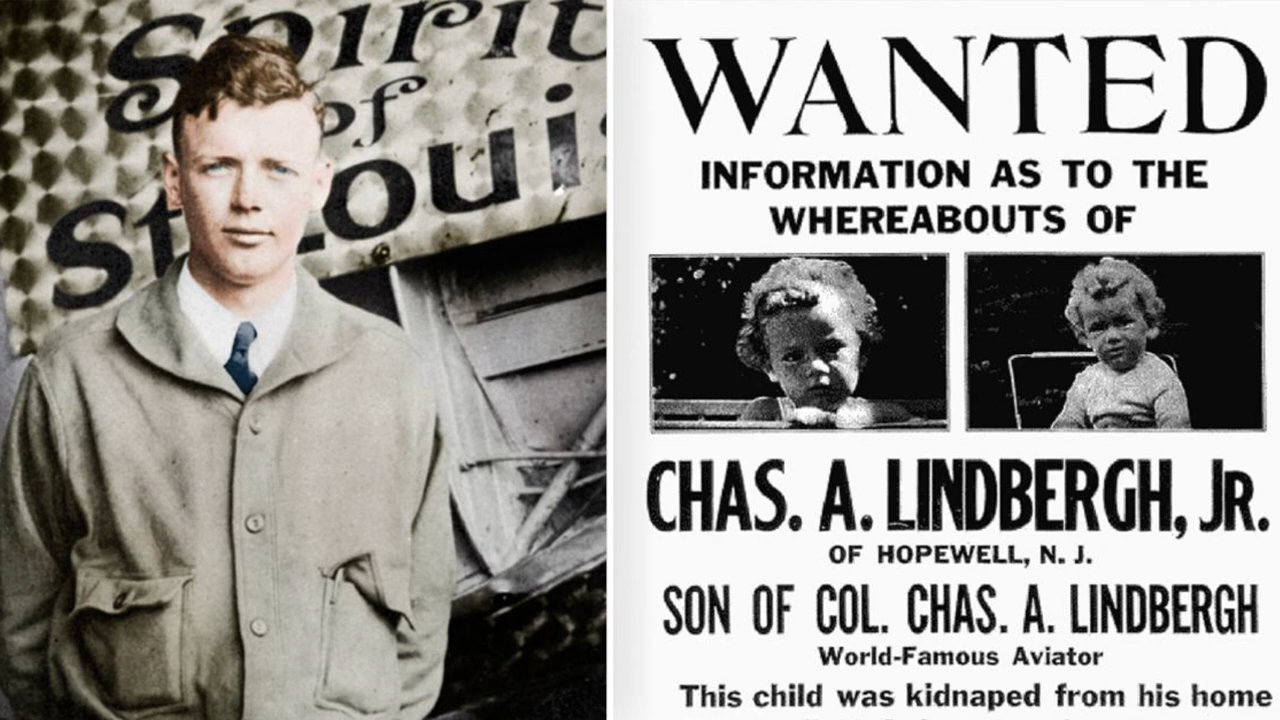 Spirit
of
St Loui
WANTED
INFORMATION AS TO THE
WHEREABOUTS OF
CHAS. A. LINDBERGH, JR.
OF HOPEWELL, N. J.
SON OF COL. CHAS. A. LINDBERGH
World-Famous Aviator
This child was kidnaped from his home